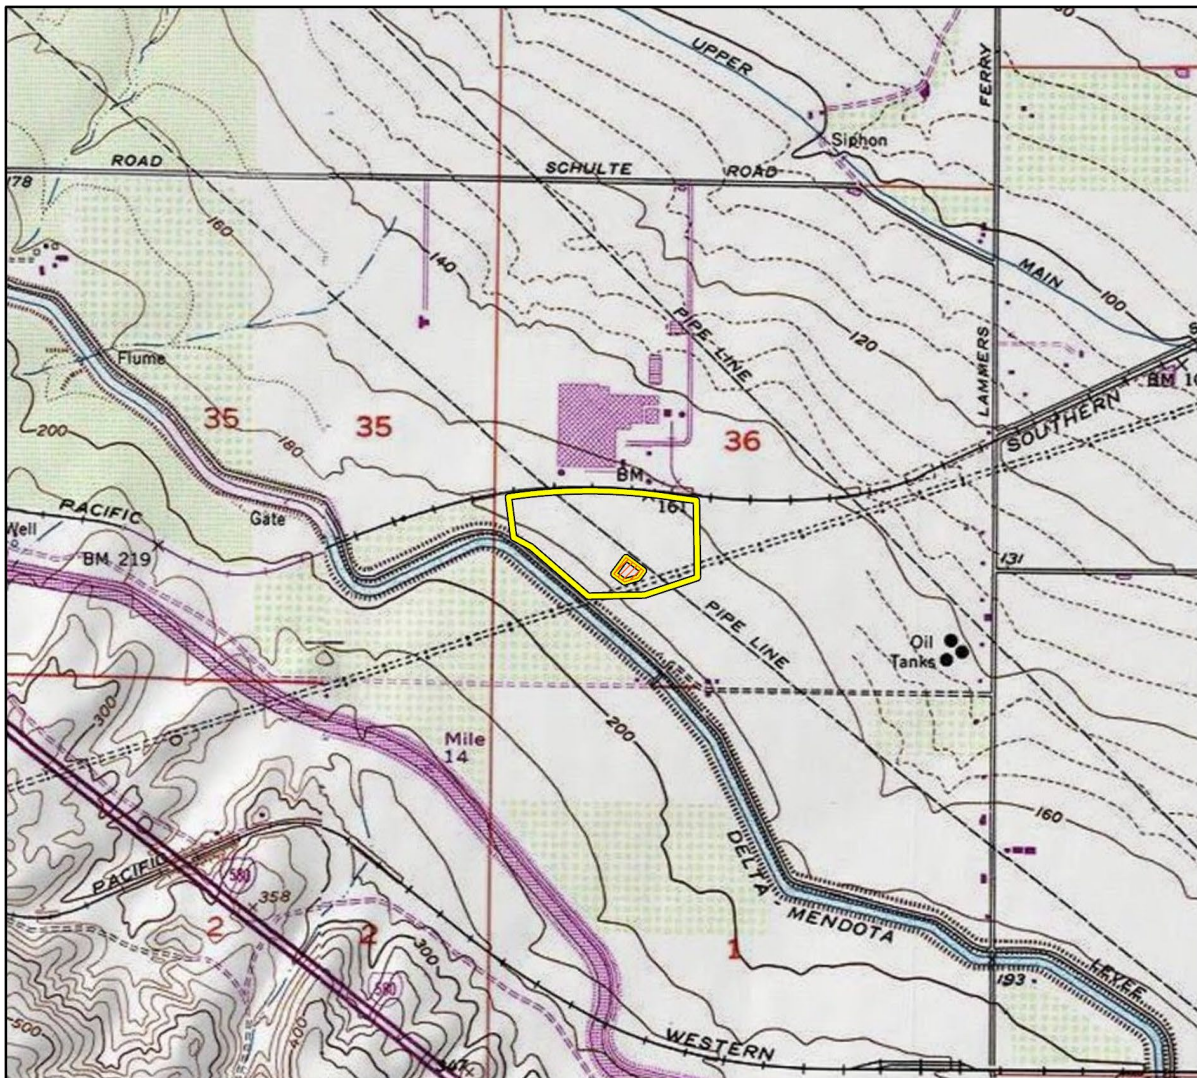 UPPER
FERRY
Siphon
ROAD
SCHULTE
ROAD
178
160
140
MAIN
100
PIPE LINE
120
LAMMERS
Flume
BM 10
35
35
36
SOUTHERN
200
180
BM
161
PACIFIC
Gate
Well
BM 219
131
PIPE LINE
Oil
Tanks
300
200
Mile
14
160
DELTA
PACIFIC
580
358
MENDOTA
2
2
300
1
LEVEE
193
580
500
400
WESTERN